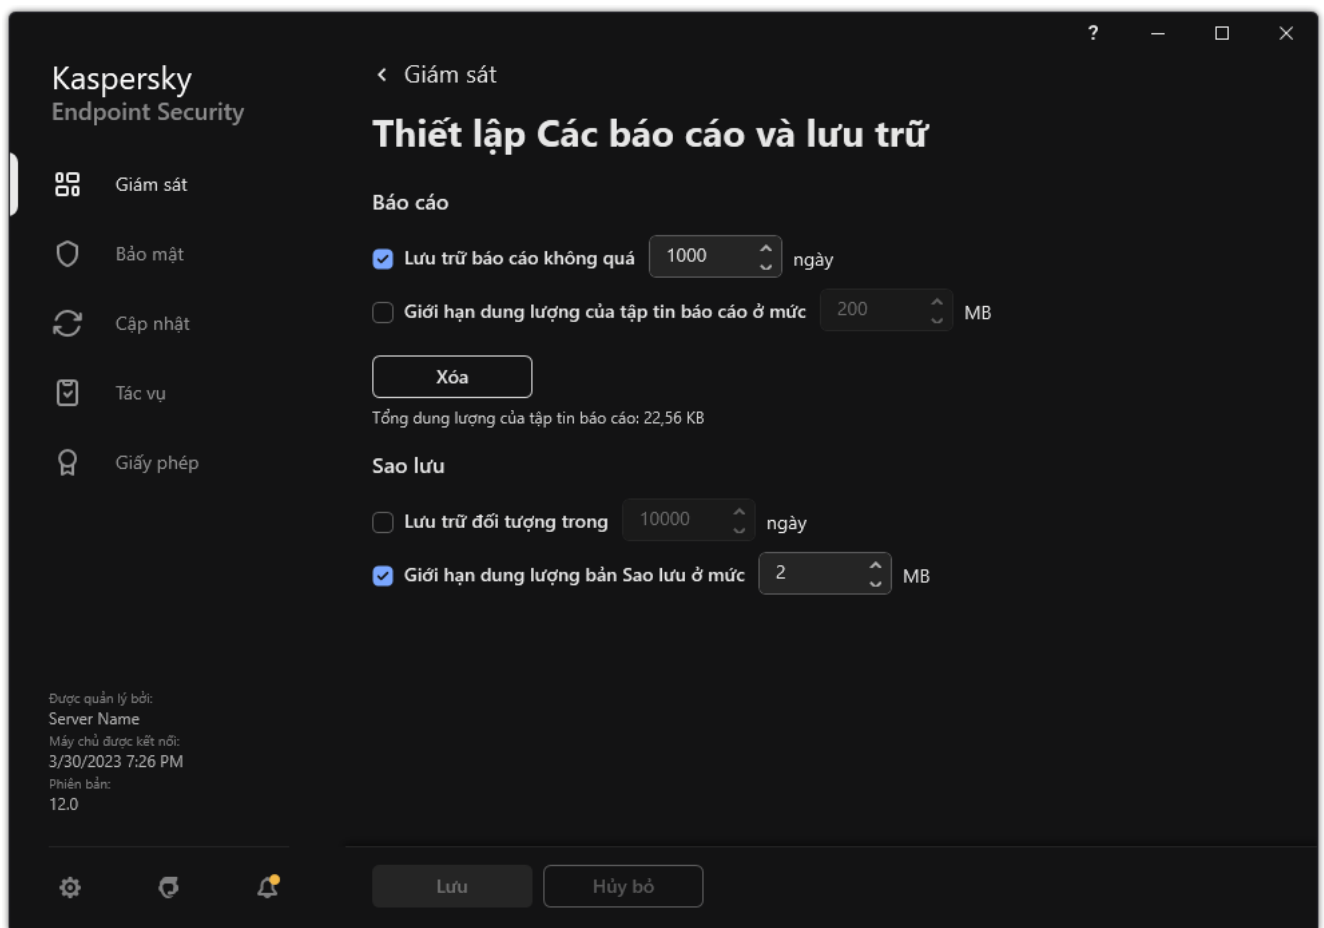 ?
Kaspersky
Endpoint Security
Giám sát
Bảo mật
Cập nhật
Tác vụ
Giấy phép
Được quản lý bởi:
Server Name
Máy chủ được kết nối:
3/30/2023 7:26 PM
Phiên bản:
12.0
Giám sát
Thiết lập Các báo cáo và lưu trữ
Báo cáo
Lưu trữ báo cáo không quá 1000 ngày
Giới hạn dung lượng của tập tin báo cáo ở mức 200 MB
Xóa
Tổng dung lượng của tập tin báo cáo: 22,56 KB
Sao lưu
Lưu trữ đối tượng trong 10000 ngày
Giới hạn dung lượng bản Sao lưu ở mức 2 MB
Lưu Hủy bỏ